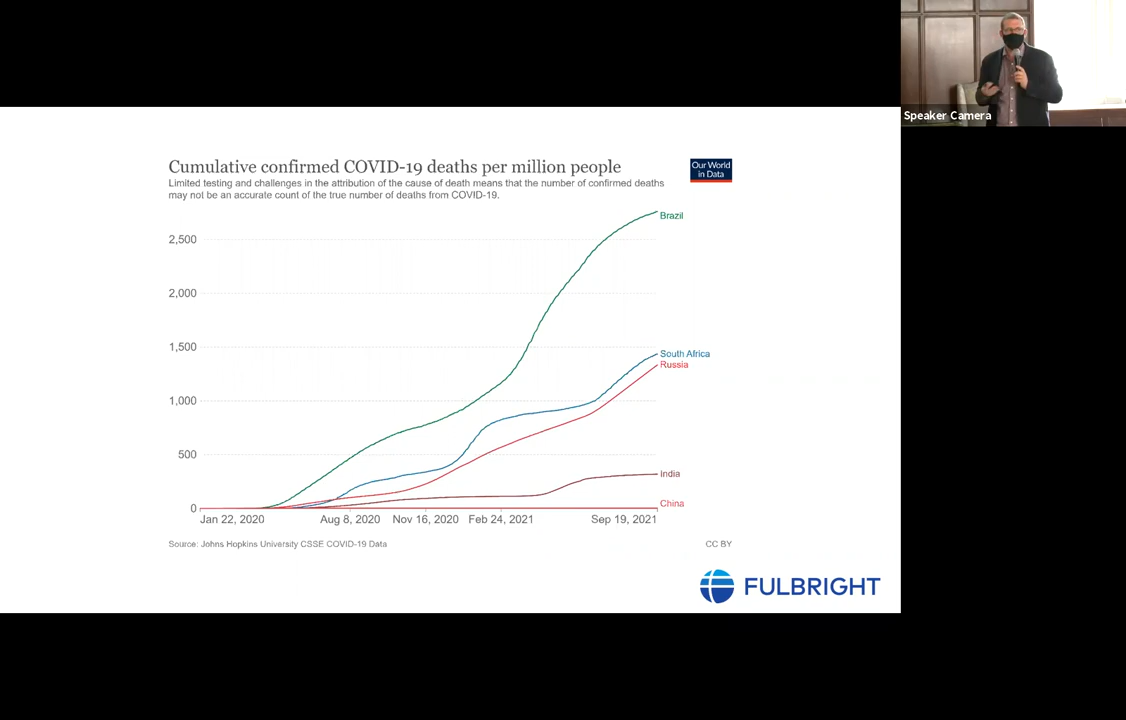 Speaker Camera
Cumulative confirmed COVID-19 deaths per million people
Our World
in Data
Limited testing and challenges in the attribution of the cause of death means that the number of confirmed deaths
may not be an accurate count of the true number of deaths from COVID-19.
Brazil
2,500
2,000
1,500
South Africa
Russia
1,000
500
India
China
0
Jan 22, 2020 Aug 8, 2020 Nov 16, 2020 Feb 24, 2021 Sep 19, 2021
Source: Johns Hopkins University CSSE COVID-19 Data CC BY
FULBRIGHT